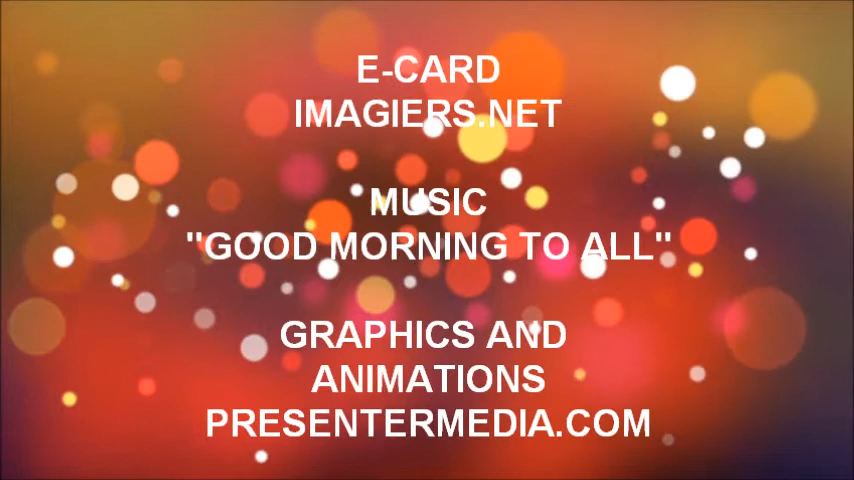 E-CARD
IMAGIERS.NET
MUSIC
"GOOD MORNING TO ALL"
GRAPHICS AND
ANIMATIONS
PRESENTERMEDIA.COM